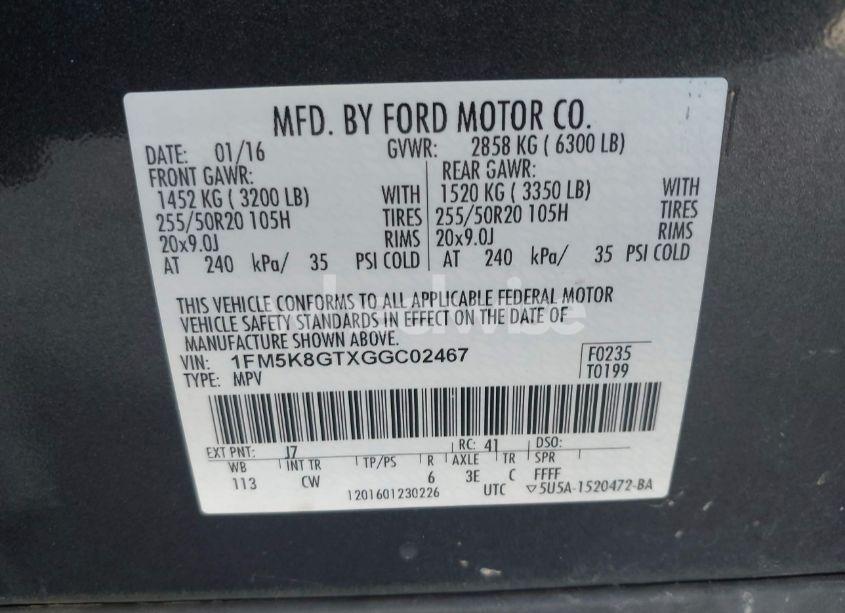 MFD. BY FORD MOTOR CO.
DATE: 01/16 GVWR: 2858 KG ( 6300 LB)
FRONT GAWR: REAR GAWR:
1452 KG ( 3200 LB) WITH 1520 KG ( 3350 LB) WITH
255/50R20 105H TIRES 255/50R20 105H TIRES
20x9.0J RIMS 20x9.0J RIMS
AT 240 kPa/ 35 PSI COLD AT 240 kPa/ 35 PSI COLD
THIS VEHICLE CONFORMS TO ALL APPLICABLE FEDERAL MOTOR
VEHICLE SAFETY STANDARDS IN EFFECT ON THE DATE OF
MANUFACTURE SHOWN ABOVE.
VIN: 1FM5K8GTXGGC02467 F0235
TYPE: MPV T0199
EXT PNT: J7 RC: 41 DSO:
WB INT TR TP/PS R AXLE TR SPR
113 CW 6 3E C FFFF
1201601230226 UTC ▽5U5A-1520472-BA